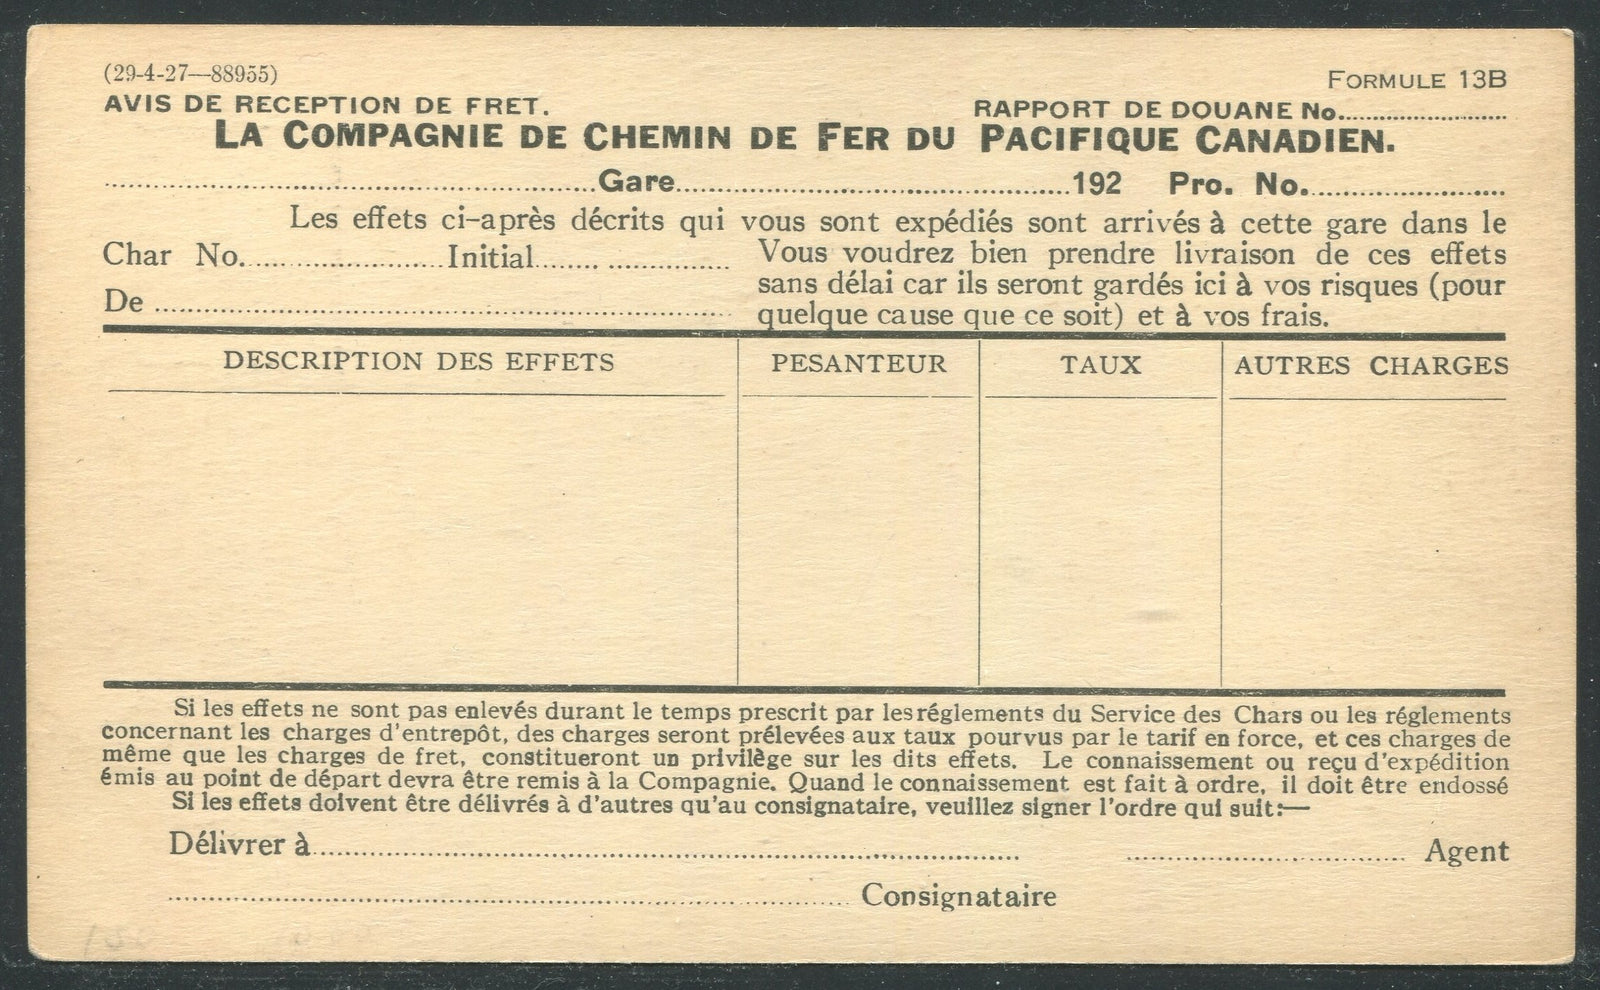 (29-4-27—88955)
FORMULE 13B
AVIS DE RECEPTION DE FRET.
RAPPORT DE DOUANE No..............................
LA COMPAGNIE DE CHEMIN DE FER DU PACIFIQUE CANADIEN.
..............................Gare..............................192 Pro. No..............................
Les effets ci-après décrits qui vous sont expédiés sont arrivés à cette gare dans le
Char No..............................Initial..............................
De ..............................
Vous voudrez bien prendre livraison de ces effets
sans délai car ils seront gardés ici à vos risques (pour
quelque cause que ce soit) et à vos frais.
DESCRIPTION DES EFFETS PESANTEUR TAUX AUTRES CHARGES
Si les effets ne sont pas enlevés durant le temps prescrit par les réglements du Service des Chars ou les réglements
concernant les charges d'entrepôt, des charges seront prélevées aux taux pourvus par le tarif en force, et ces charges de
même que les charges de fret, constitueront un privilège sur les dits effets. Le connaissement ou reçu d'expédition
émis au point de départ devra être remis à la Compagnie. Quand le connaissement est fait à ordre, il doit être endossé
Si les effets doivent être délivrés à d'autres qu'au consignataire, veuillez signer l'ordre qui suit:—
Délivrer à.............................. .............................. Agent
.............................. Consignataire